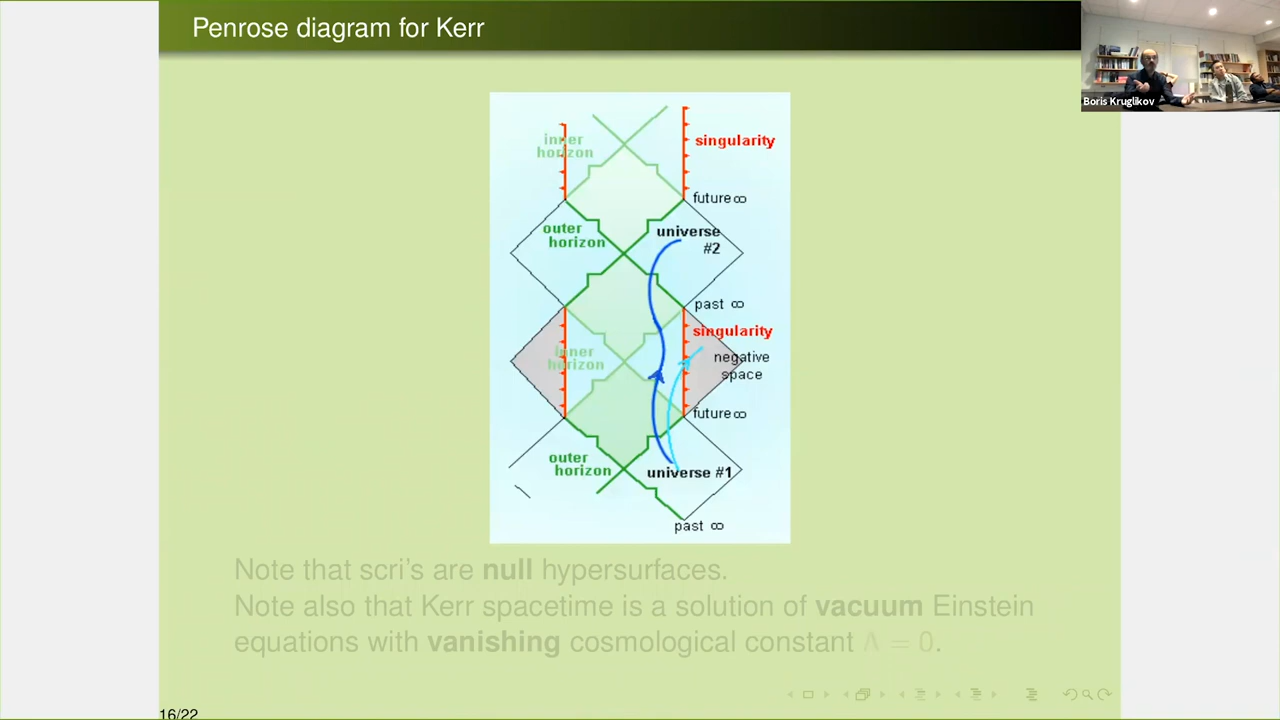 Penrose diagram for Kerr
Boris Kruglikov
inner
horizon
singularity
future ∞
outer
horizon
universe
#2
past ∞
singularity
inner
horizon
negative
space
future ∞
outer
horizon
universe #1
past ∞
Note that scri's are null hypersurfaces.
Note also that Kerr spacetime is a solution of vacuum Einstein
equations with vanishing cosmological constant Λ = 0.
16/22